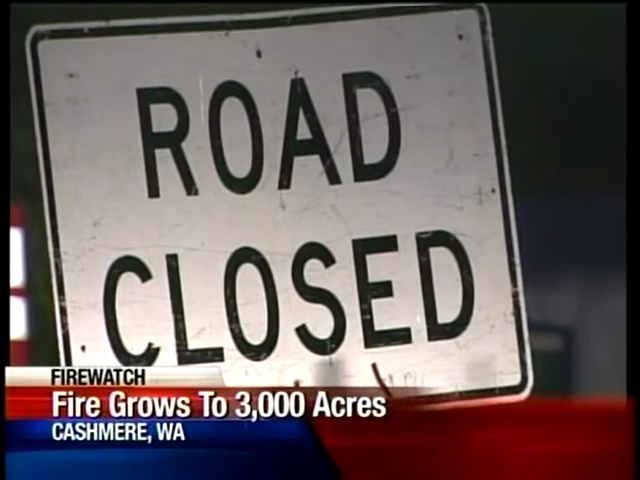 ROAD
CLOSED
FIREWATCH
Fire Grows To 3,000 Acres
CASHMERE, WA